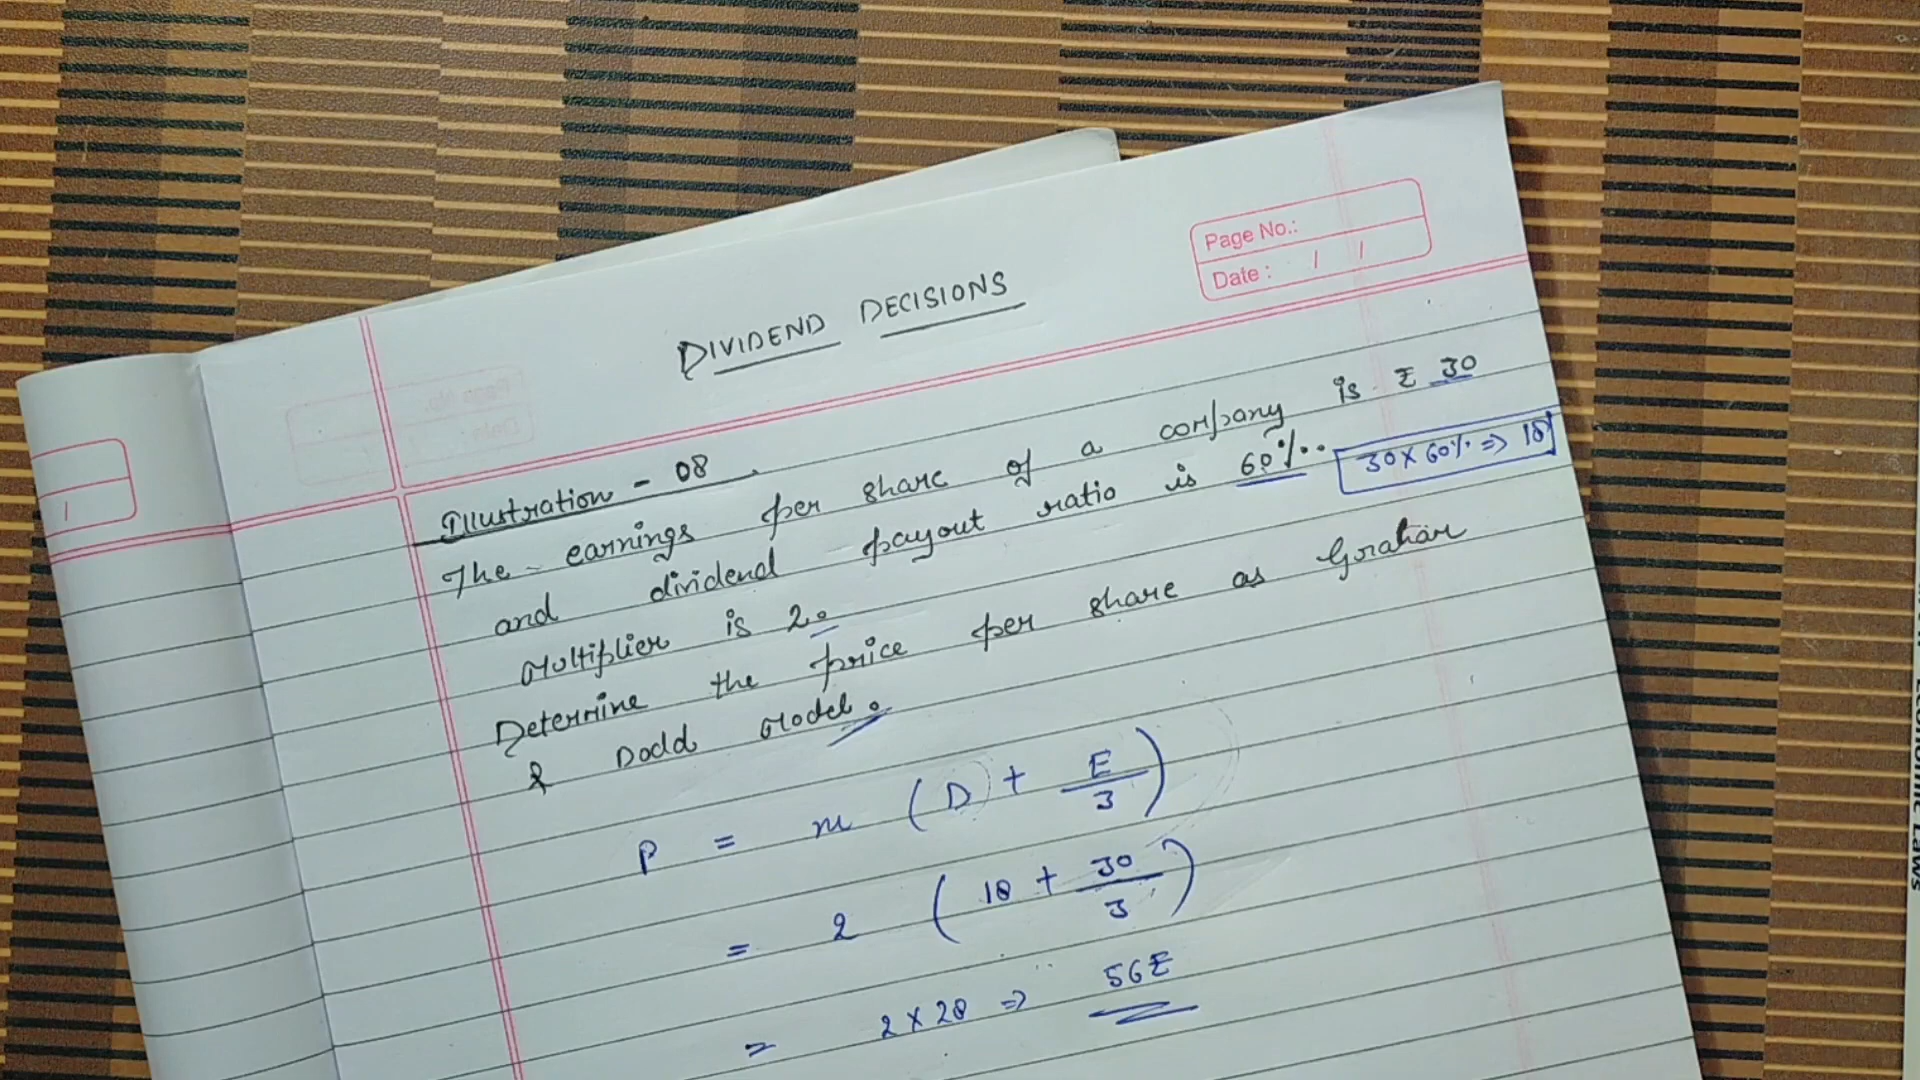 Page No.:
Date : / /
DIVIDEND DECISIONS
Illustration - 08
The earnings per share of a company is ₹ 30
and dividend payout ratio is 60%.
30 x 60% => 18
Multiplier is 2.
Determine the price per share as Graham
& Dodd Model.
P = m ( D + E/3 )
= 2 ( 18 + 30/3 )
= 2 x 28 => 56₹